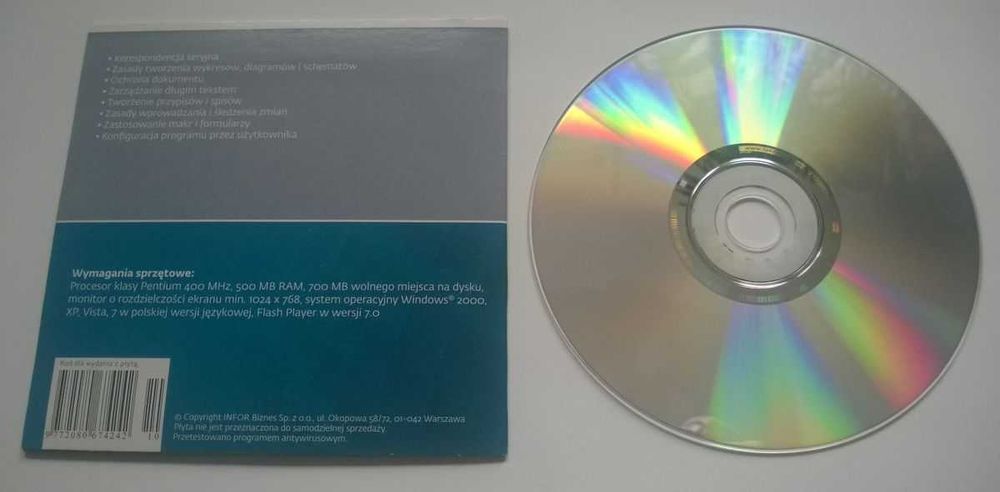 • Korespondencja seryjna
• Zasady tworzenia wykresów, diagramów i schematów
• Ochrona dokumentu
• Zarządzanie długim tekstem
• Tworzenie przypisów i spisów
• Zasady wprowadzania i śledzenia zmian
• Zastosowanie makr i formularzy
• Konfiguracja programu przez użytkownika
Wymagania sprzętowe:
Procesor klasy Pentium 400 MHz, 500 MB RAM, 700 MB wolnego miejsca na dysku,
monitor o rozdzielczości ekranu min. 1024 x 768, system operacyjny Windows® 2000,
XP, Vista, 7 w polskiej wersji językowej, Flash Player w wersji 7.0
Kod dla wydania z płytą
9 772080 674242 10
© Copyright INFOR Biznes Sp. z o.o., ul. Okopowa 58/72, 01-042 Warszawa
Płyta nie jest przeznaczona do samodzielnej sprzedaży.
Przetestowano programem antywirusowym.